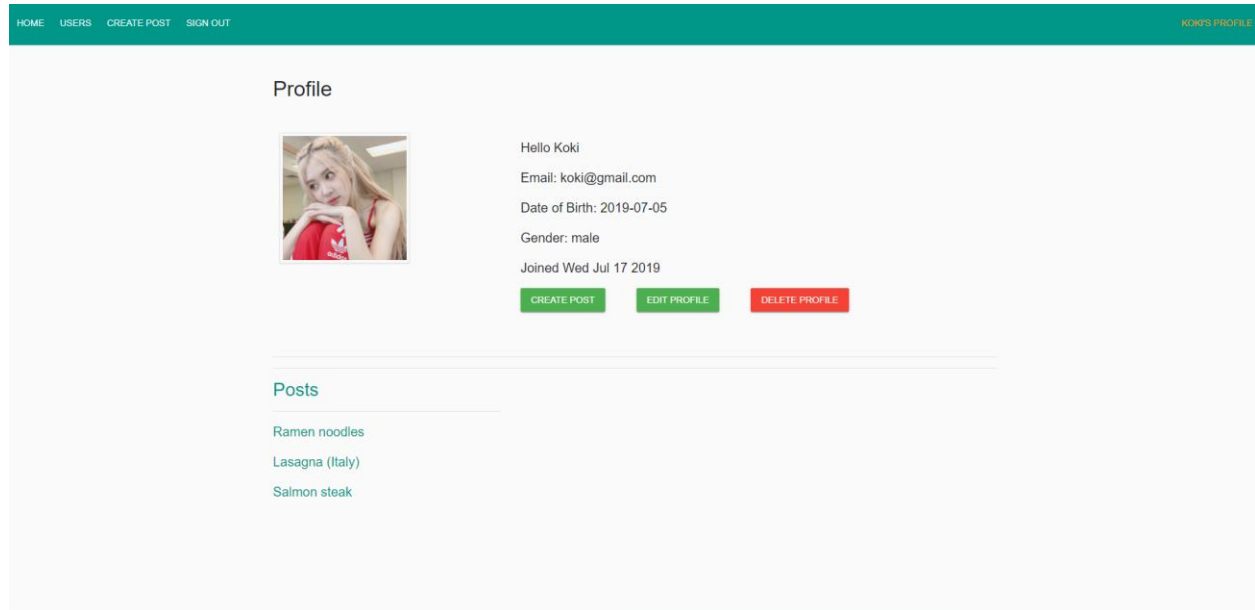 HOME USERS CREATE POST SIGN OUT KOKI'S PROFILE
Profile
Hello Koki
Email: koki@gmail.com
Date of Birth: 2019-07-05
Gender: male
Joined Wed Jul 17 2019
CREATE POST EDIT PROFILE DELETE PROFILE
Posts
Ramen noodles
Lasagna (Italy)
Salmon steak
adidas